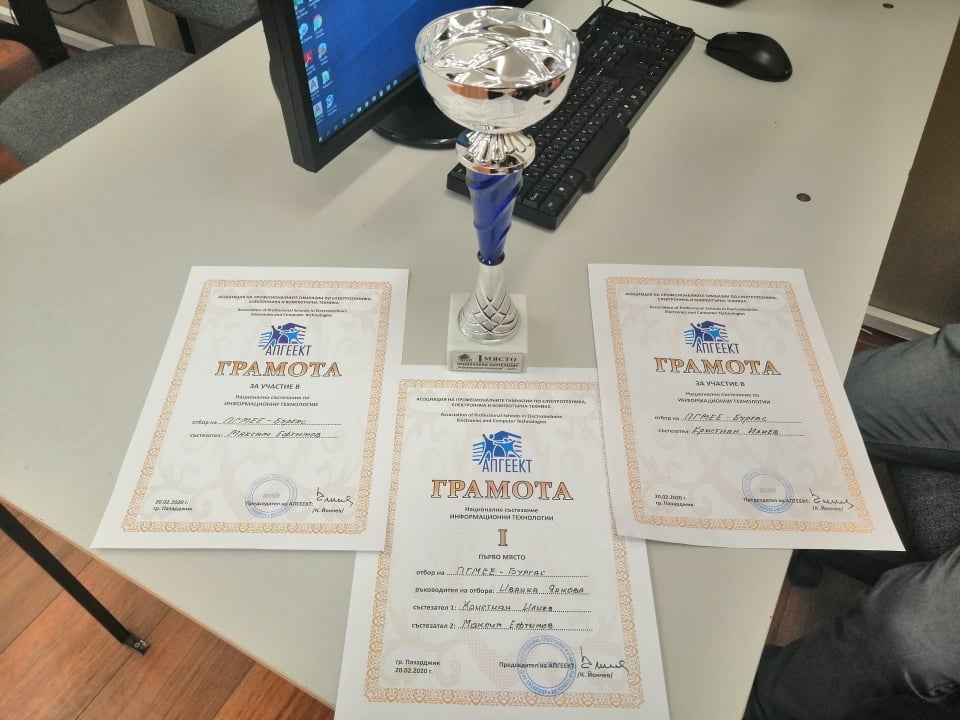 I МЯСТО
АСОЦИАЦИЯ НА ПРОФЕСИОНАЛНИТЕ ГИМНАЗИИ ПО ЕЛЕКТРОТЕХНИКА,
ЕЛЕКТРОНИКА И КОМПЮТЪРНА ТЕХНИКА
Association of Professional Schools in Electrotechnics
Electronics and Computer Technologies
АПГЕЕКТ
ГРАМОТА
ЗА УЧАСТИЕ В
Национално състезание по
ИНФОРМАЦИОННИ ТЕХНОЛОГИИ
отбор на ПГМЕЕ - Бургас
състезател: Максим Ефтимов
20.02.2020 г.
гр. Пазарджик
Председател на АПГЕЕКТ:
/К. Йончев/
АСОЦИАЦИЯ НА ПРОФЕСИОНАЛНИТЕ ГИМНАЗИИ ПО ЕЛЕКТРОТЕХНИКА,
ЕЛЕКТРОНИКА И КОМПЮТЪРНА ТЕХНИКА
Association of Professional Schools in Electrotechnics
Electronics and Computer Technologies
АПГЕЕКТ
ГРАМОТА
Национално състезание
ИНФОРМАЦИОННИ ТЕХНОЛОГИИ
I
ПЪРВО МЯСТО
отбор на ПГМЕЕ - Бургас
ръководител на отбора: Иванка Янкова
състезател 1: Кристиан Илиев
състезател 2: Максим Ефтимов
гр. Пазарджик
20.02.2020 г.
Председател на АПГЕЕКТ:
/К. Йончев/
АСОЦИАЦИЯ НА ПРОФЕСИОНАЛНИТЕ ГИМНАЗИИ ПО ЕЛЕКТРОТЕХНИКА,
ЕЛЕКТРОНИКА И КОМПЮТЪРНА ТЕХНИКА
Association of Professional Schools in Electrotechnics
Electronics and Computer Technologies
АПГЕЕКТ
ГРАМОТА
ЗА УЧАСТИЕ В
Национално състезание по
ИНФОРМАЦИОННИ ТЕХНОЛОГИИ
отбор на ПГМЕЕ - Бургас
състезател: Кристиан Илиев
20.02.2020 г.
гр. Пазарджик
Председател на АПГЕЕКТ:
/К. Йончев/